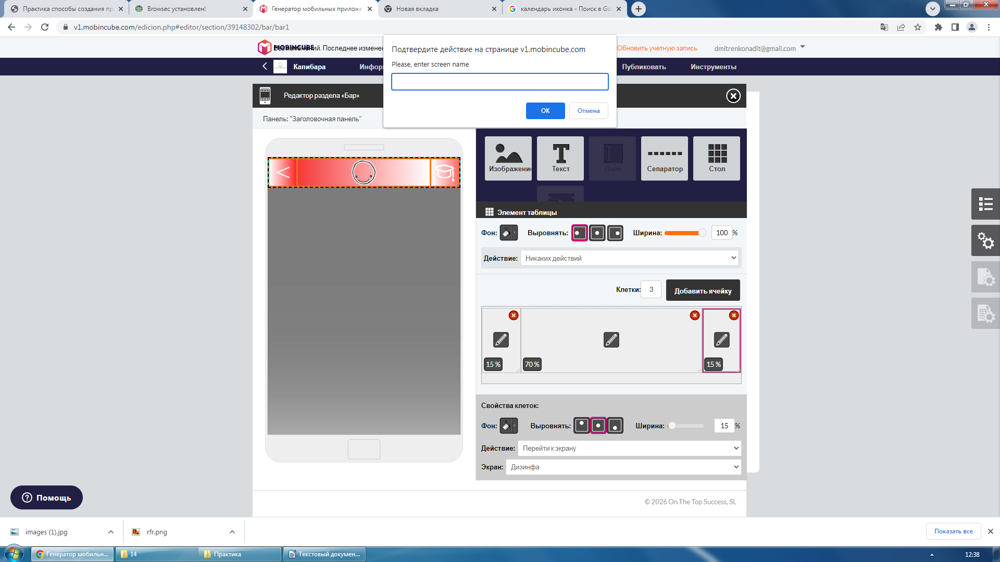 Практика способы создания пр
Browsec установлен!
Генератор мобильных приложе
Новая вкладка
календарь иконка - Поиск в Go
v1.mobincube.com/edicion.php#editor/section/39148302/bar/bar1
MOBINCUBE
Последнее изменен
Обновить учетную запись
dmitrenkonadit@gmail.com
Капибара
Инфор
Публиковать
Инструменты
Подтвердите действие на странице v1.mobincube.com
Please, enter screen name
ОК
Отмена
Редактор раздела «Бар»
Панель: "Заголовочная панель"
Изображение
Текст
Поле
Сепаратор
Стол
Элемент таблицы
Фон:
Выровнять:
Ширина:
100 %
Действие:
Никаких действий
Клетки:
3
Добавить ячейку
15 %
70 %
15 %
Свойства клеток:
Фон:
Выровнять:
Ширина:
15 %
Действие:
Перейти к экрану
Экран:
Дизинфа
Помощь
© 2026 On The Top Success, SL
images (1).jpg
rfr.png
Показать все
Генератор мобильн...
14
Практика
Текстовый докумен...
12:38